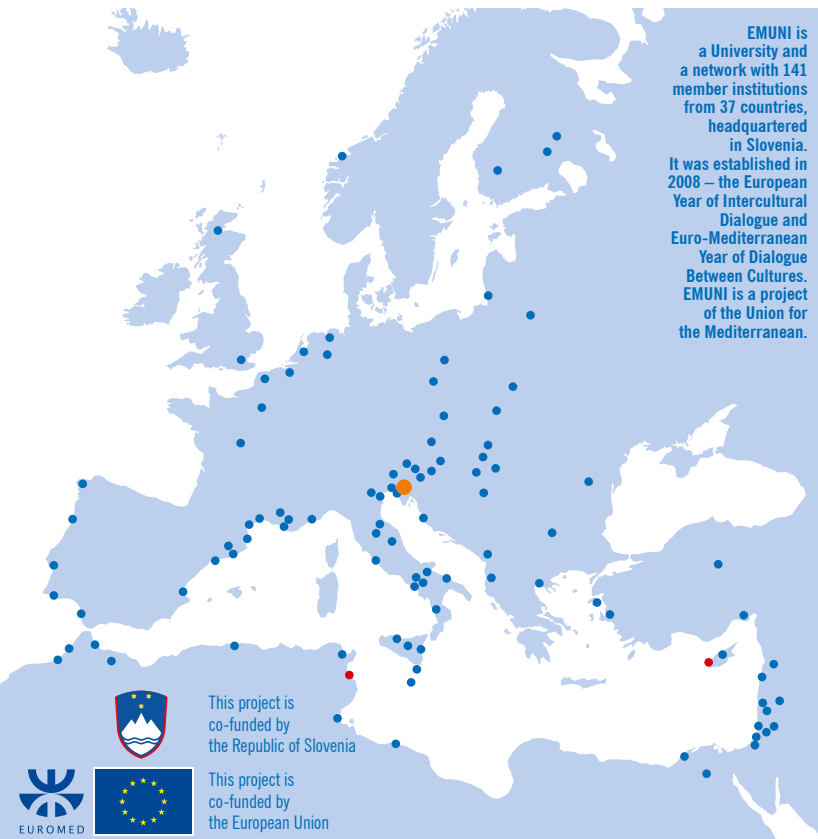 EMUNI is
a University and
a network with 141
member institutions
from 37 countries,
headquartered
in Slovenia.
It was established in
2008 – the European
Year of Intercultural
Dialogue and
Euro-Mediterranean
Year of Dialogue
Between Cultures.
EMUNI is a project
of the Union for
the Mediterranean.
This project is
co-funded by
the Republic of Slovenia
This project is
co-funded by
the European Union
EUROMED